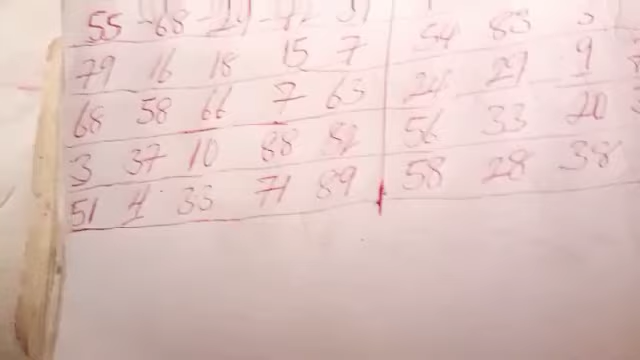 55 - 68 - 54 83
79 16 18 15 7 24 29 9
68 58 66 7 63 56 33 20
3 37 10 88 82 58 28 38
51 4 33 71 89